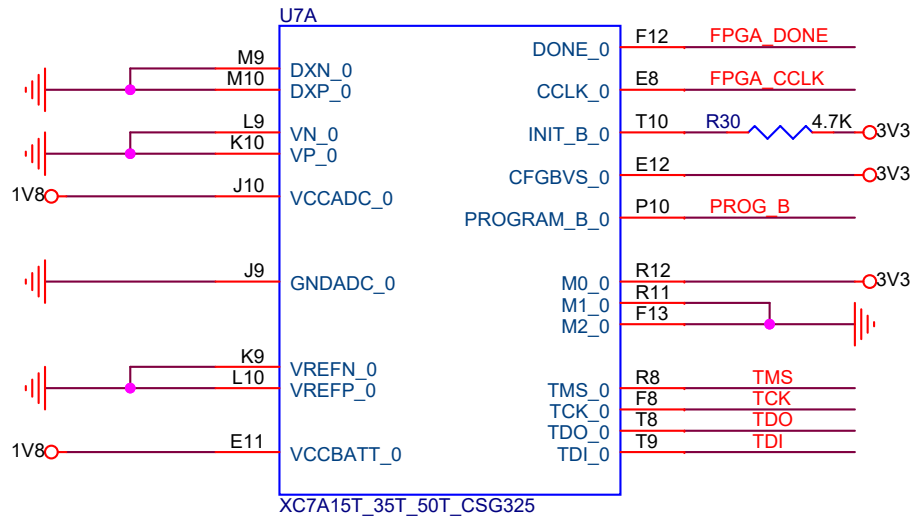 U7A
M9 DXN_0
M10 DXP_0
L9 VN_0
K10 VP_0
1V8 J10 VCCADC_0
J9 GNDADC_0
K9 VREFN_0
L10 VREFP_0
1V8 E11 VCCBATT_0
DONE_0 F12 FPGA_DONE
CCLK_0 E8 FPGA_CCLK
INIT_B_0 T10 R30 4.7K 3V3
CFGBVS_0 E12 3V3
PROGRAM_B_0 P10 PROG_B
M0_0 R12 3V3
M1_0 R11
M2_0 F13
TMS_0 R8 TMS
TCK_0 F8 TCK
TDO_0 T8 TDO
TDI_0 T9 TDI
XC7A15T_35T_50T_CSG325